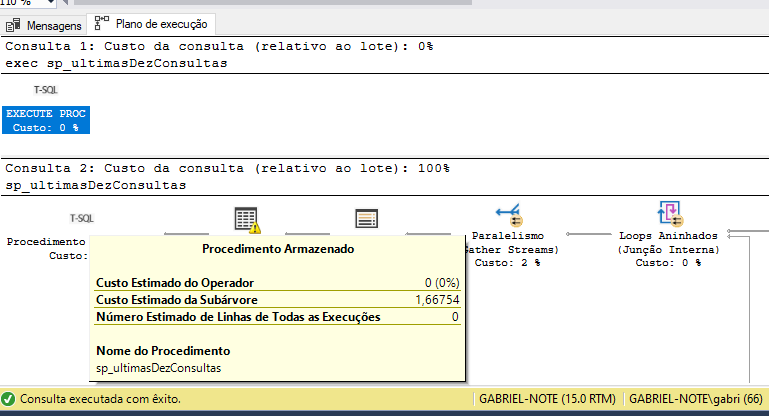 110 %
Mensagens
Plano de execução
Consulta 1: Custo da consulta (relativo ao lote): 0%
exec sp_ultimasDezConsultas
T-SQL
EXECUTE PROC
Custo: 0 %
Consulta 2: Custo da consulta (relativo ao lote): 100%
sp_ultimasDezConsultas
T-SQL
Procedimento
Custo:
Paralelismo
(Gather Streams)
Custo: 2 %
Loops Aninhados
(Junção Interna)
Custo: 0 %
Procedimento Armazenado
Custo Estimado do Operador 0 (0%)
Custo Estimado da Subárvore 1,66754
Número Estimado de Linhas de Todas as Execuções 0
Nome do Procedimento
sp_ultimasDezConsultas
Consulta executada com êxito.
GABRIEL-NOTE (15.0 RTM)
GABRIEL-NOTE\gabri (66)